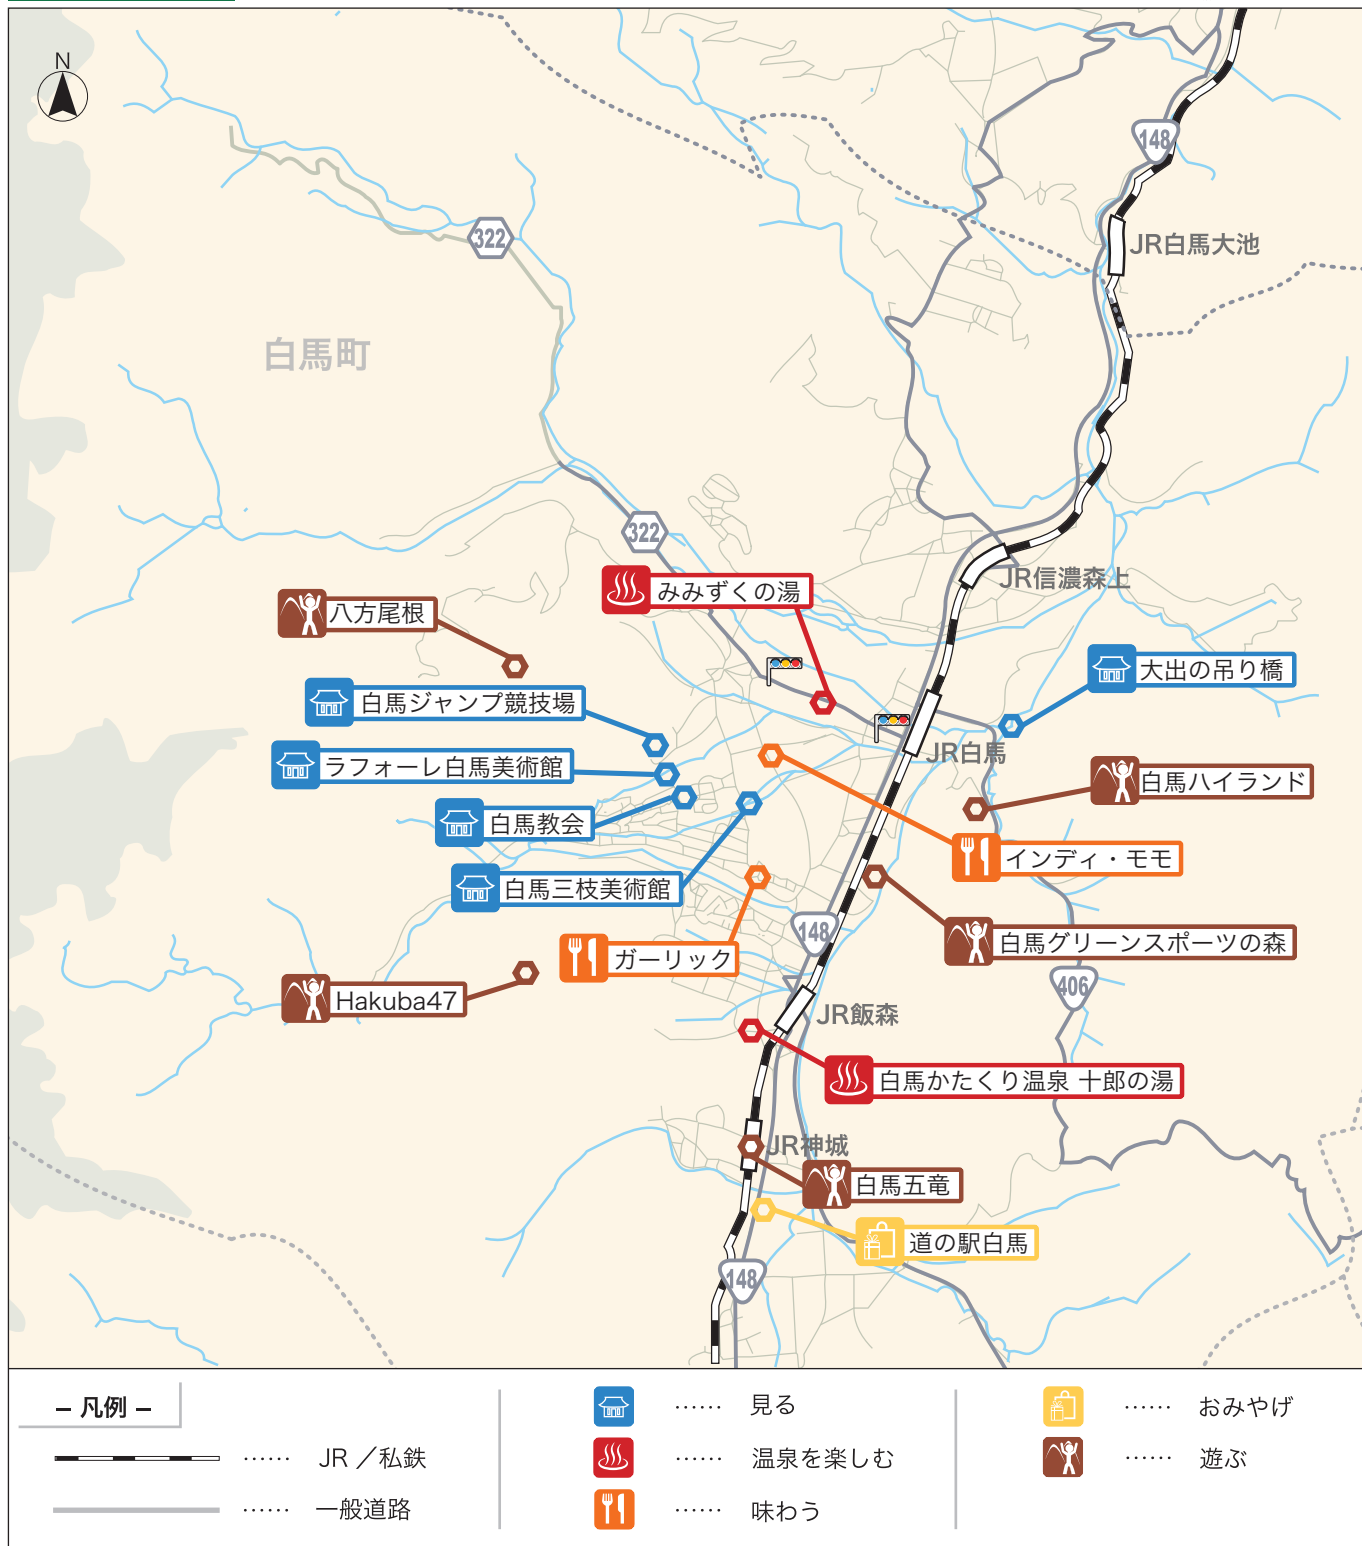 N
148
JR白馬大池
322
白馬町
322
JR信濃森上
みみずくの湯
八方尾根
大出の吊り橋
白馬ジャンプ競技場
JR白馬
ラフォーレ白馬美術館
白馬ハイランド
白馬教会
インディ・モモ
白馬三枝美術館
148
白馬グリーンスポーツの森
ガーリック
406
Hakuba47
JR飯森
白馬かたくり温泉 十郎の湯
JR神城
白馬五竜
道の駅白馬
148
– 凡例 –
…… JR ／私鉄
…… 一般道路
…… 見る
…… 温泉を楽しむ
…… 味わう
…… おみやげ
…… 遊ぶ